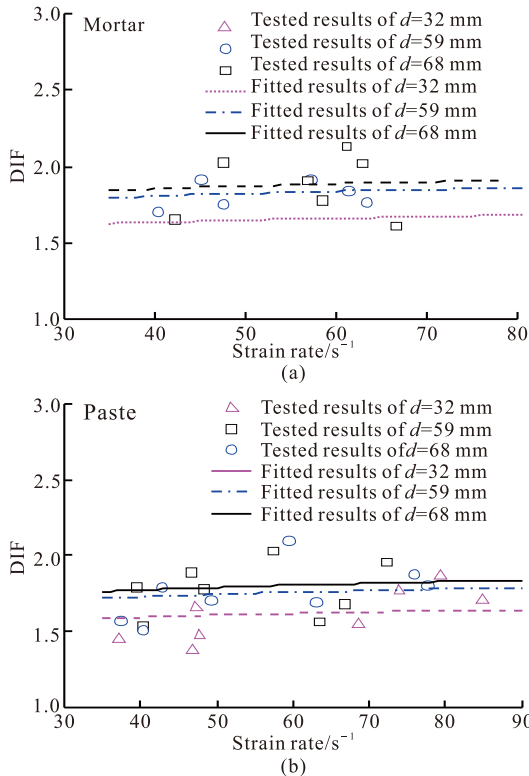 Mortar
Tested results of d=32 mm
Tested results of d=59 mm
Tested results of d=68 mm
Fitted results of d=32 mm
Fitted results of d=59 mm
Fitted results of d=68 mm
3.0
2.5
2.0
1.5
1.0
DIF
30 40 50 60 70 80
Strain rate/s⁻¹
(a)
Paste
Tested results of d=32 mm
Tested results of d=59 mm
Tested results of d=68 mm
Fitted results of d=32 mm
Fitted results of d=59 mm
Fitted results of d=68 mm
3.0
2.5
2.0
1.5
1.0
DIF
30 40 50 60 70 80 90
Strain rate/s⁻¹
(b)